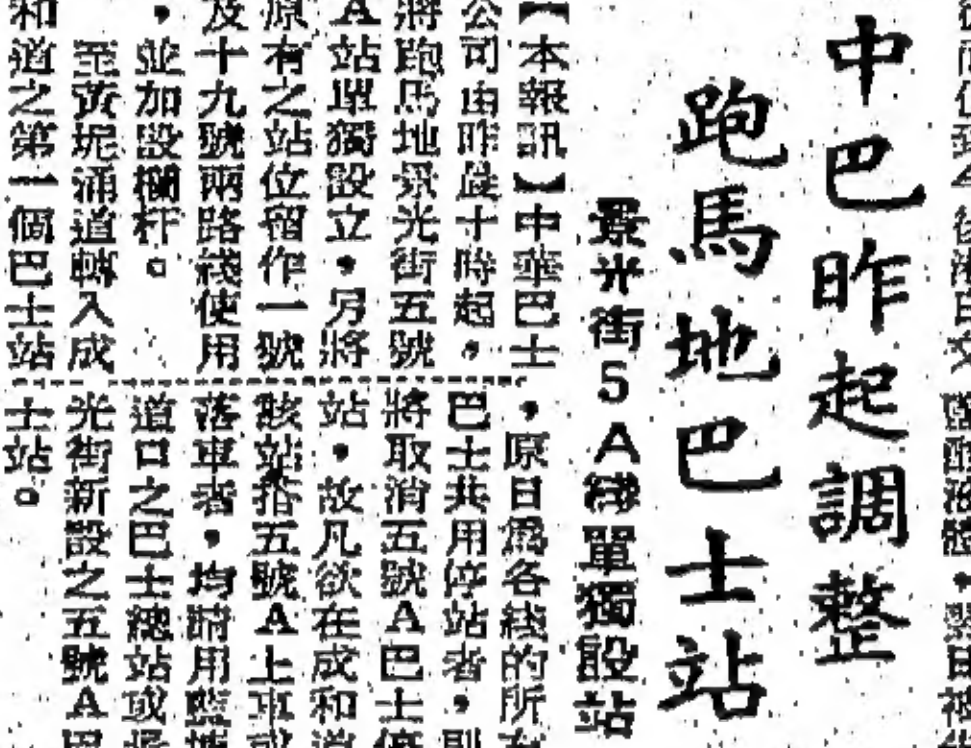 中巴昨起調整
跑馬地巴士站
景光街5A綫單獨設站
【本報訊】中華巴士
公司由昨晨十時起，
將跑馬地景光街五號
A站單獨設立，另將
原有之站位留作一號
及十九號兩路綫使用
，並加設欄杆。
至黃坭涌道轉入成
和道之第一個巴士站
，原日爲各綫的所有
巴士共用停站者，則
將取消五號A巴士停
站，故凡欲在成和道
該站搭五號A上車或
落車者，均請用藍塘
道口之巴士總站或景
光街新設之五號A巴
士站。